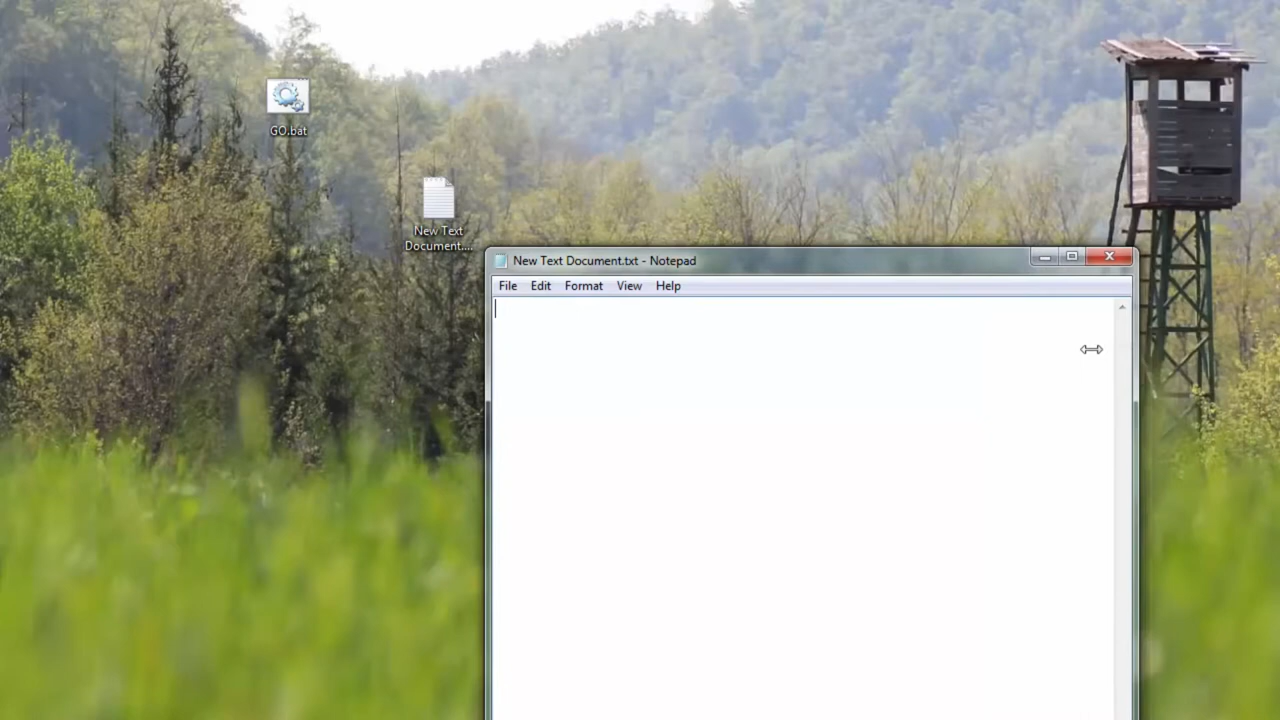 GO.bat
New Text
Document....
New Text Document.txt - Notepad
File Edit Format View Help